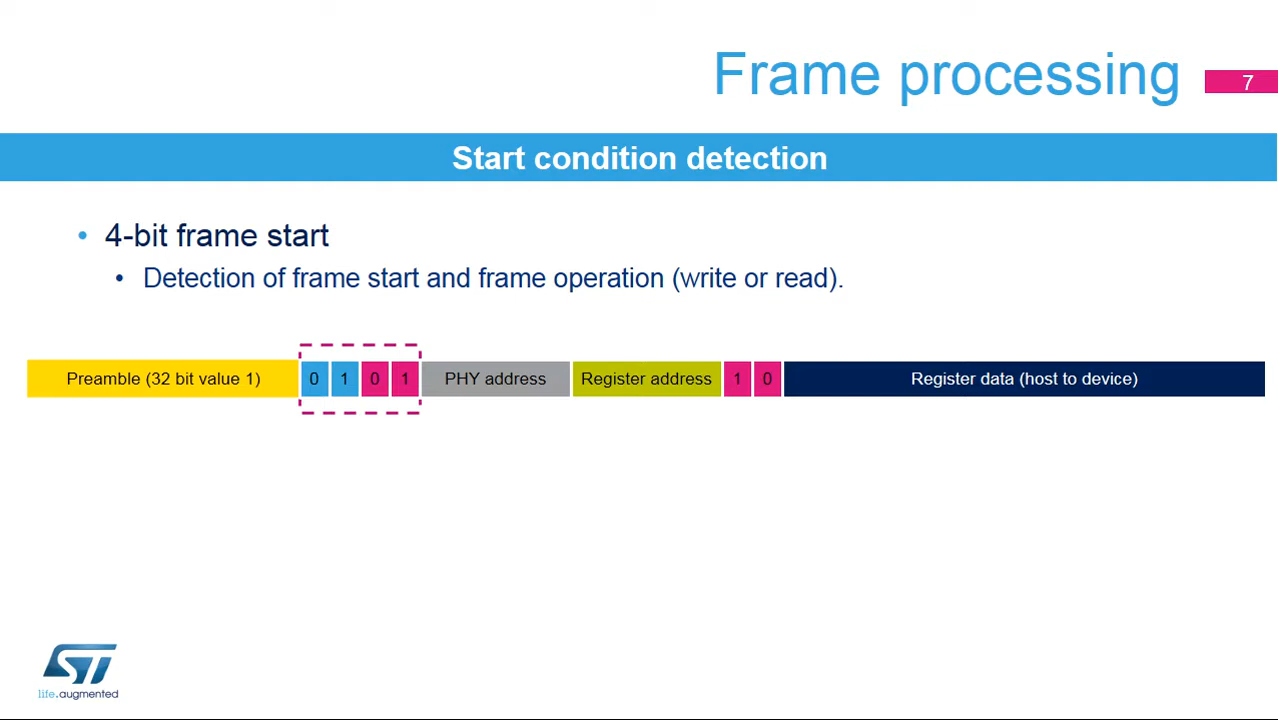 Frame processing
7
Start condition detection
• 4-bit frame start
• Detection of frame start and frame operation (write or read).
Preamble (32 bit value 1) 0 1 0 1 PHY address Register address 1 0 Register data (host to device)
ST
life.augmented